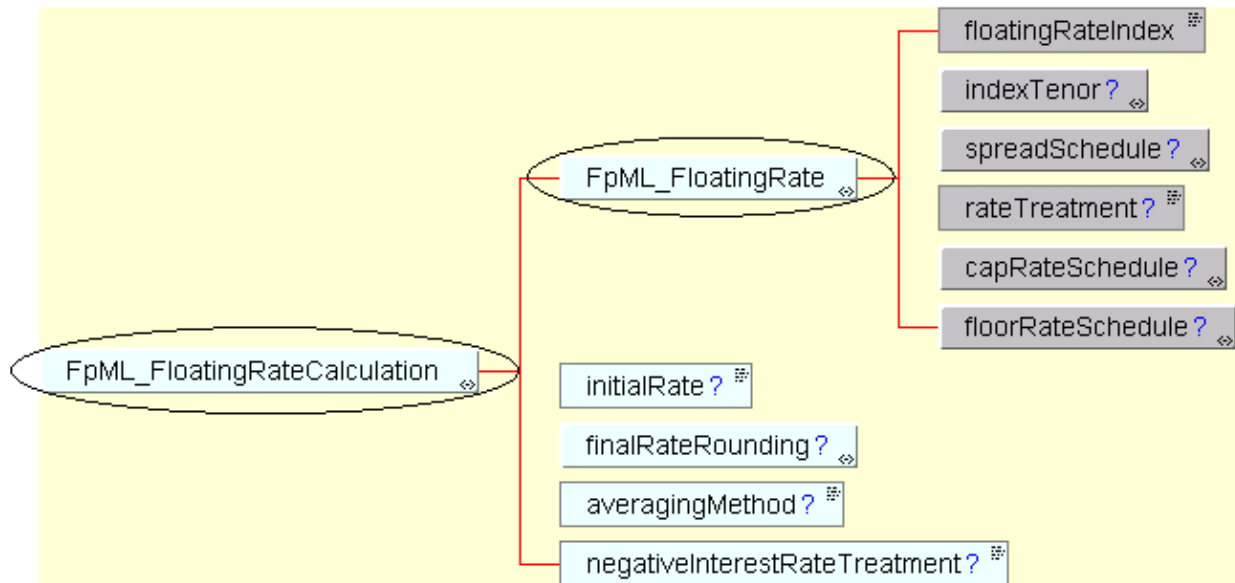 floatingRateIndex
indexTenor?
spreadSchedule?
FpML_FloatingRate
rateTreatment?
capRateSchedule?
floorRateSchedule?
FpML_FloatingRateCalculation
initialRate?
finalRateRounding?
averagingMethod?
negativeInterestRateTreatment?